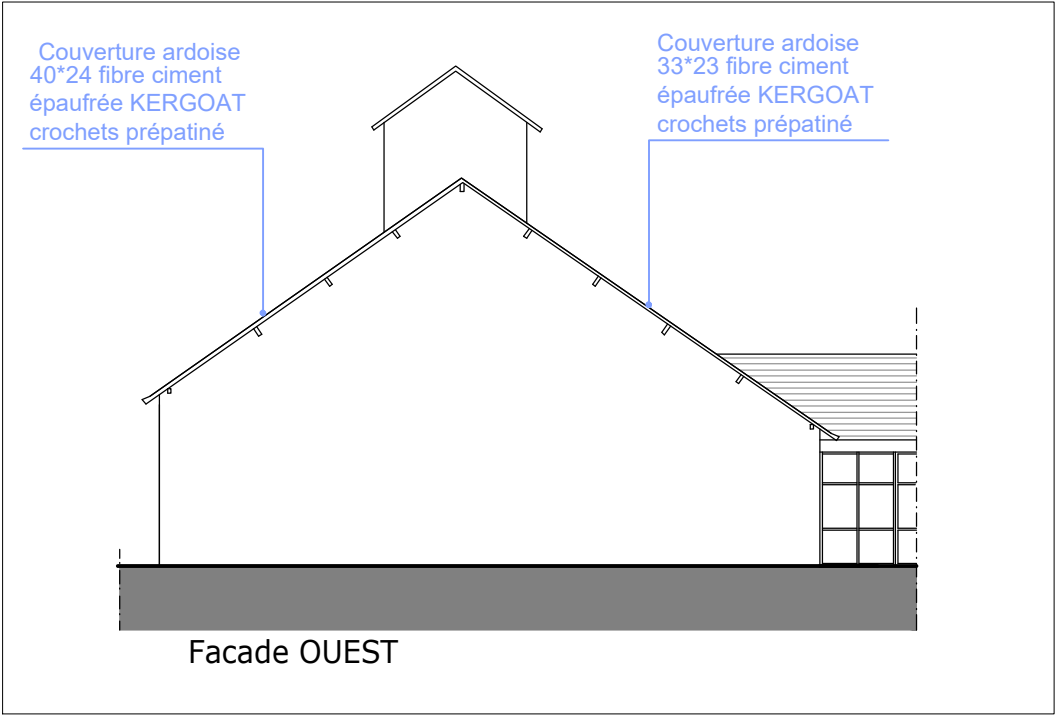 Couverture ardoise
40*24 fibre ciment
épaufrée KERGOAT
crochets prépatiné
Couverture ardoise
33*23 fibre ciment
épaufrée KERGOAT
crochets prépatiné
Facade OUEST